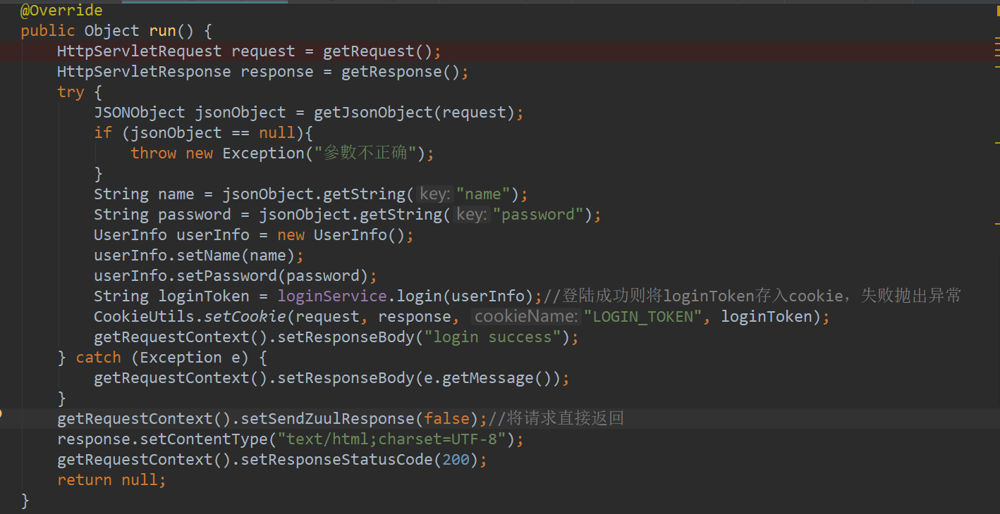 @Override
public Object run() {
HttpServletRequest request = getRequest();
HttpServletResponse response = getResponse();
try {
JSONObject jsonObject = getJsonObject(request);
if (jsonObject == null){
throw new Exception("參數不正确");
}
String name = jsonObject.getString( key: "name");
String password = jsonObject.getString( key: "password");
UserInfo userInfo = new UserInfo();
userInfo.setName(name);
userInfo.setPassword(password);
String loginToken = loginService.login(userInfo);//登陆成功则将loginToken存入cookie，失败抛出异常
CookieUtils.setCookie(request, response, cookieName: "LOGIN_TOKEN", loginToken);
getRequestContext().setResponseBody("login success");
} catch (Exception e) {
getRequestContext().setResponseBody(e.getMessage());
}
getRequestContext().setSendZuulResponse(false);//将请求直接返回
response.setContentType("text/html;charset=UTF-8");
getRequestContext().setResponseStatusCode(200);
return null;
}